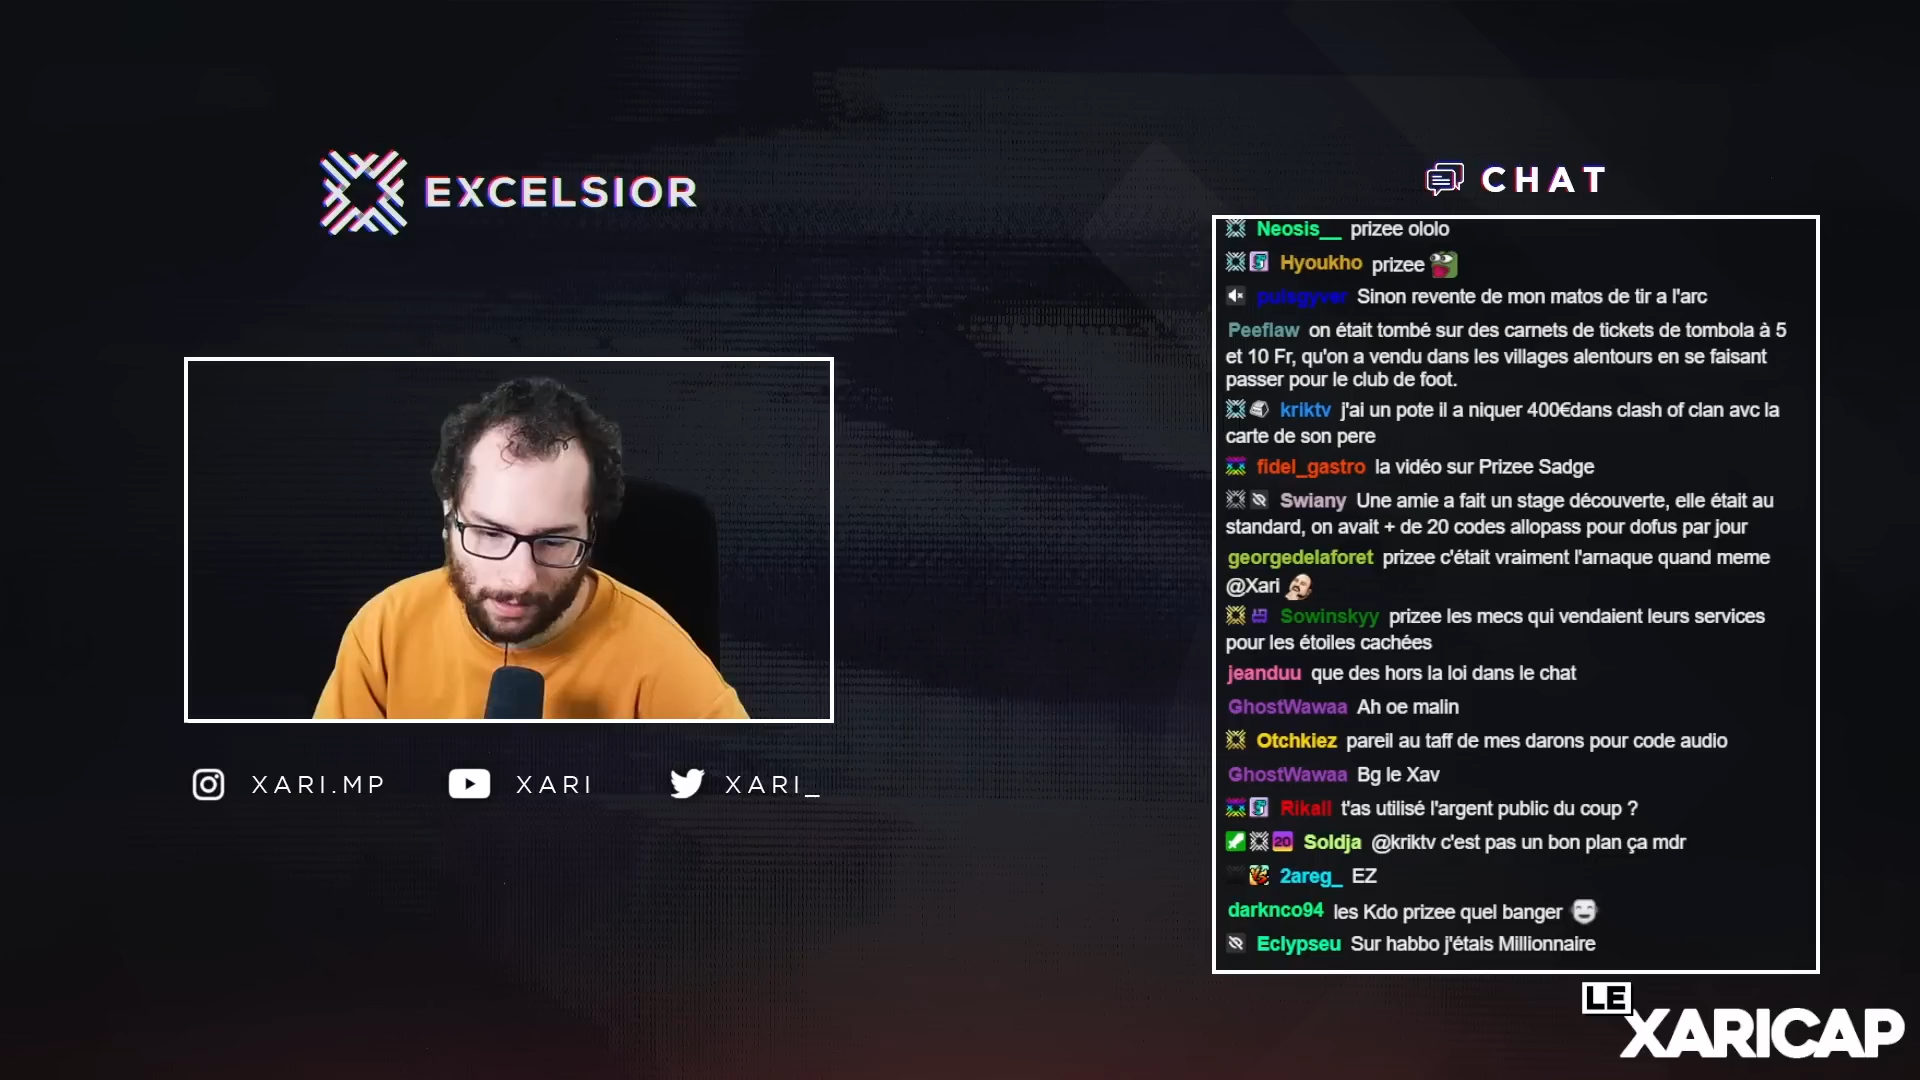 EXCELSIOR
CHAT
Neosis__ prizee ololo
Hyoukho prizee
puisgyver Sinon revente de mon matos de tir a l'arc
Peeflaw on était tombé sur des carnets de tickets de tombola à 5
et 10 Fr, qu'on a vendu dans les villages alentours en se faisant
passer pour le club de foot.
kriktv j'ai un pote il a niquer 400€dans clash of clan avc la
carte de son pere
fidel_gastro la vidéo sur Prizee Sadge
Swiany Une amie a fait un stage découverte, elle était au
standard, on avait + de 20 codes allopass pour dofus par jour
georgedelaforet prizee c'était vraiment l'arnaque quand meme
@Xari
Sowinskyy prizee les mecs qui vendaient leurs services
pour les étoiles cachées
jeanduu que des hors la loi dans le chat
GhostWawaa Ah oe malin
Otchkiez pareil au taff de mes darons pour code audio
GhostWawaa Bg le Xav
Rikall t'as utilisé l'argent public du coup ?
20 Soldja @kriktv c'est pas un bon plan ça mdr
2areg_ EZ
darknco94 les Kdo prizee quel banger
Eclypseu Sur habbo j'étais Millionnaire
XARI.MP XARI XARI_
LE
XARICAP